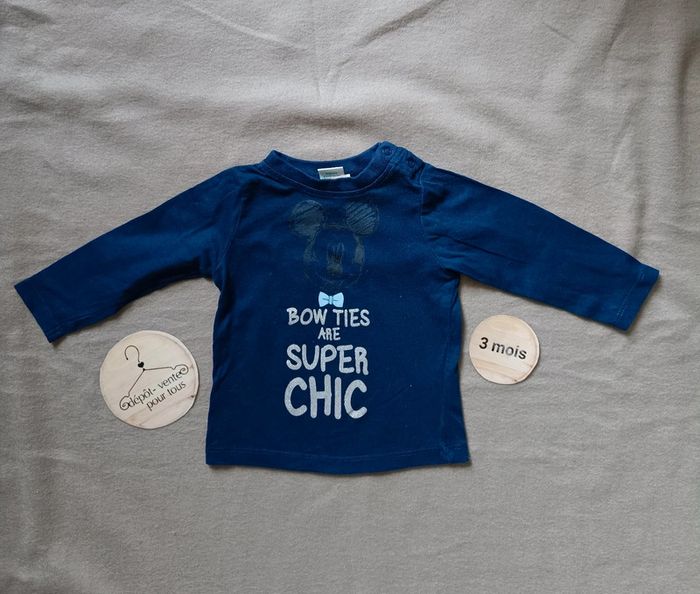 BOW TIES
ARE
SUPER
CHIC
dépôt-vente
pour tous
3 mois